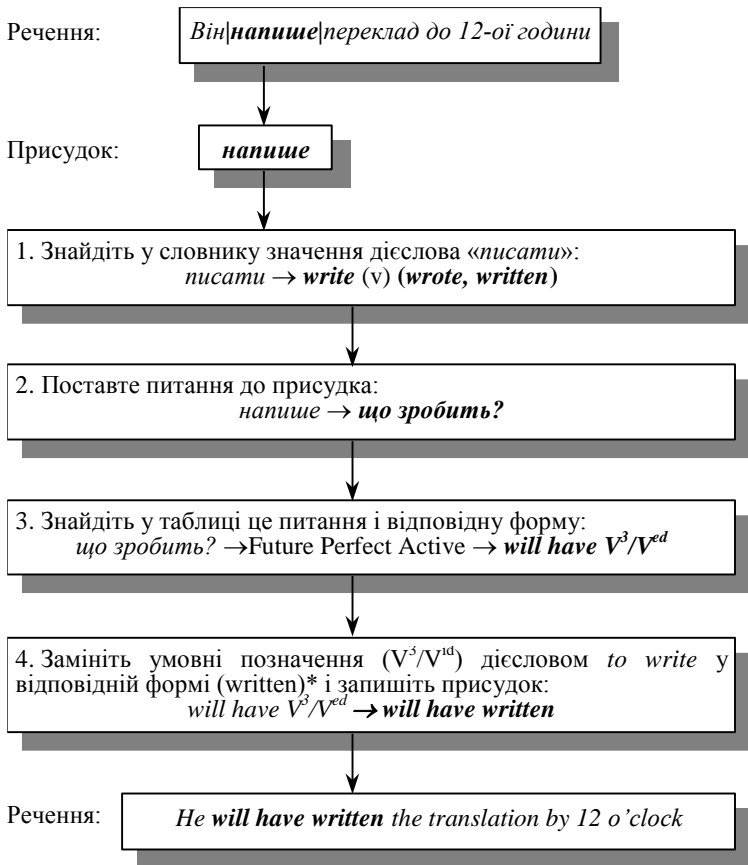 Речення: Він|напише|переклад до 12-ої години
Присудок: напише
1. Знайдіть у словнику значення дієслова «писати»:
писати → write (v) (wrote, written)
2. Поставте питання до присудка:
напише → що зробить?
3. Знайдіть у таблиці це питання і відповідну форму:
що зробить? →Future Perfect Active → will have V³/Vᵉᵈ
4. Замініть умовні позначення (V³/Vᶦᵈ) дієсловом to write у
відповідній формі (written)* і запишіть присудок:
will have V³/Vᵉᵈ → will have written
Речення: He will have written the translation by 12 o’clock